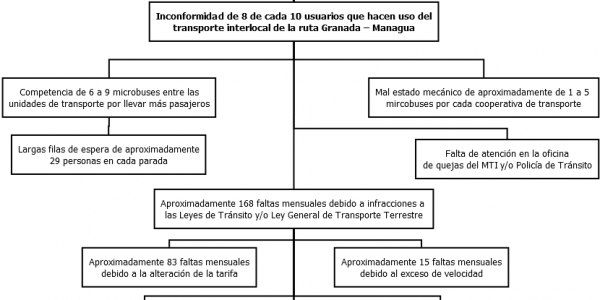 Inconformidad de 8 de cada 10 usuarios que hacen uso del
transporte interlocal de la ruta Granada – Managua
Competencia de 6 a 9 microbuses entre las
unidades de transporte por llevar más pasajeros
Mal estado mecánico de aproximadamente de 1 a 5
mircobuses por cada cooperativa de transporte
Largas filas de espera de aproximadamente
29 personas en cada parada
Falta de atención en la oficina
de quejas del MTI y/o Policía de Tránsito
Aproximadamente 168 faltas mensuales debido a infracciones a
las Leyes de Tránsito y/o Ley General de Transporte Terrestre
Aproximadamente 83 faltas mensuales
debido a la alteración de la tarifa
Aproximadamente 15 faltas mensuales
debido al exceso de velocidad